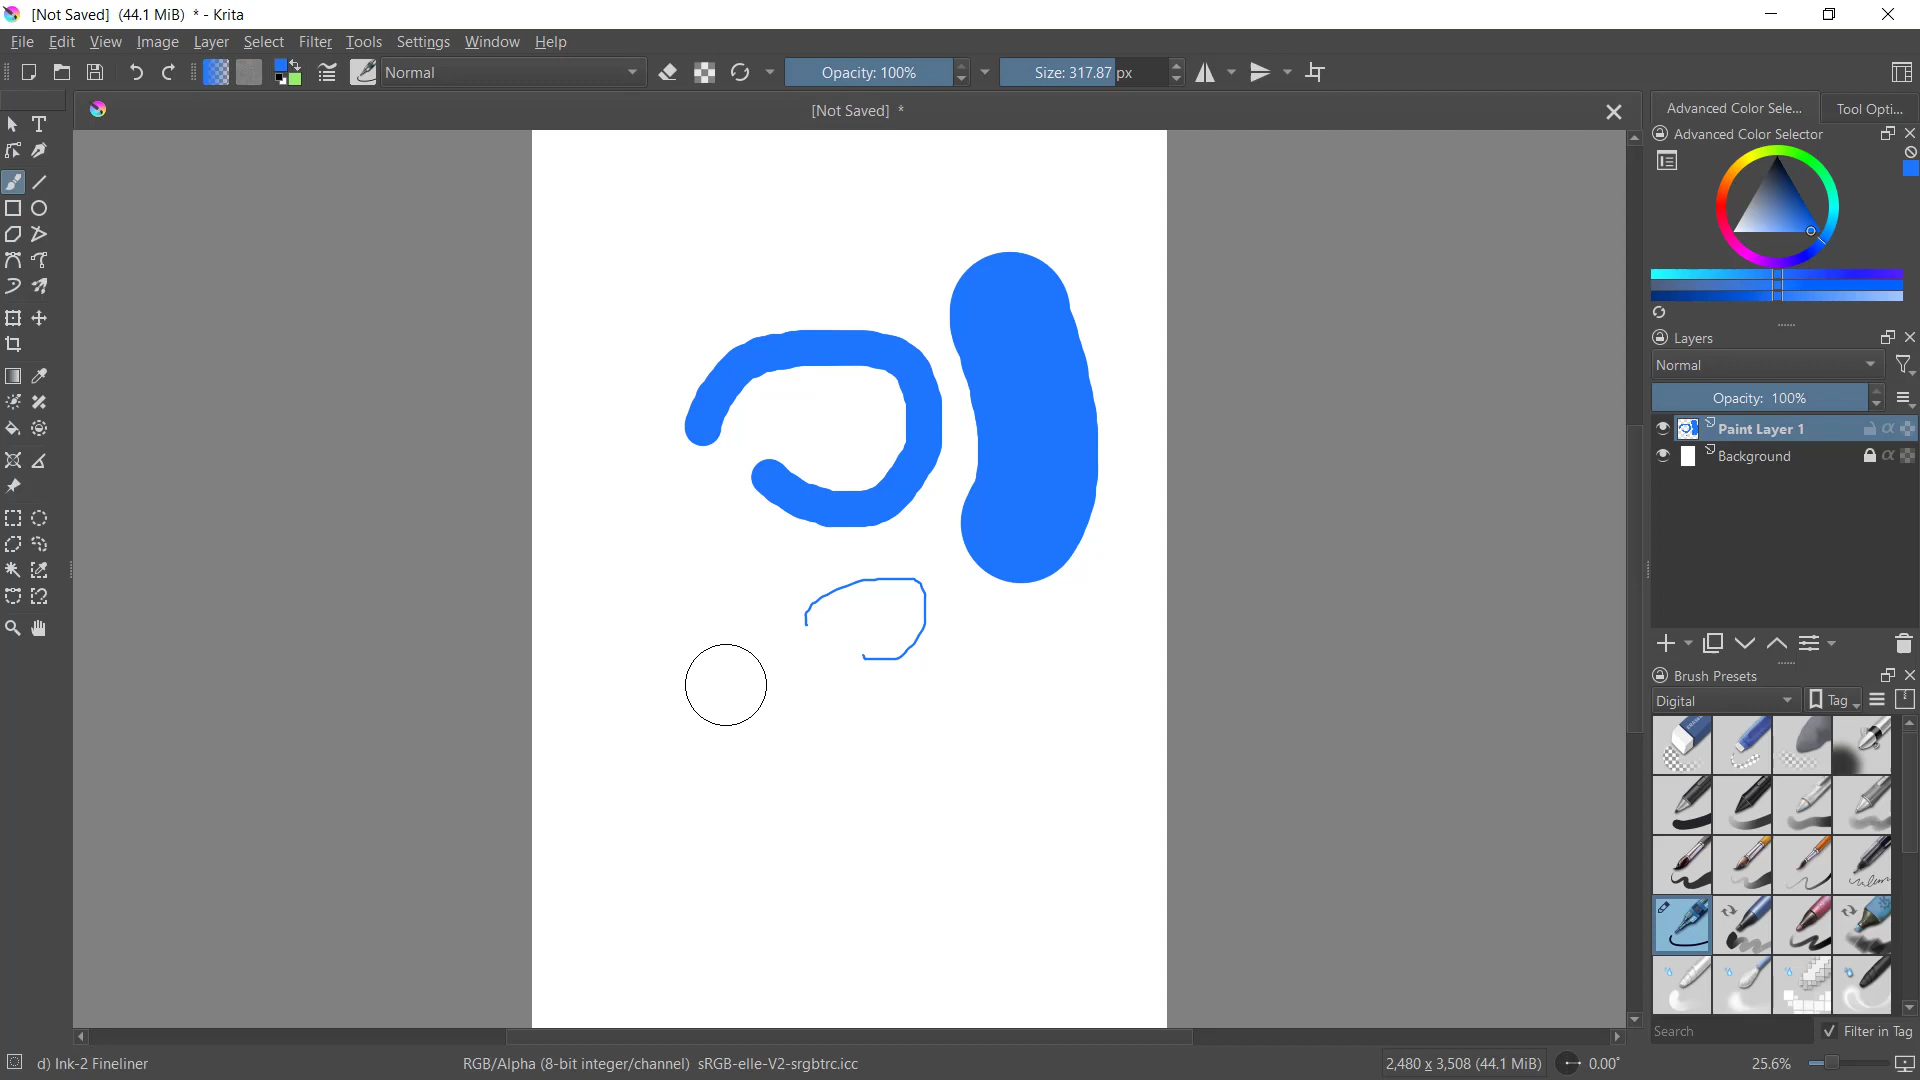 [Not Saved] (44.1 MiB) * - Krita
File Edit View Image Layer Select Filter Tools Settings Window Help
Normal Opacity: 100% Size: 317.87 px
[Not Saved] *
Advanced Color Sele... Tool Opti...
Advanced Color Selector
Layers
Normal
Opacity: 100%
Paint Layer 1
Background
Brush Presets
Digital Tag
Search Filter in Tag
d) Ink-2 Fineliner RGB/Alpha (8-bit integer/channel) sRGB-elle-V2-srgbtrc.icc 2,480 x 3,508 (44.1 MiB) 0.00° 25.6%